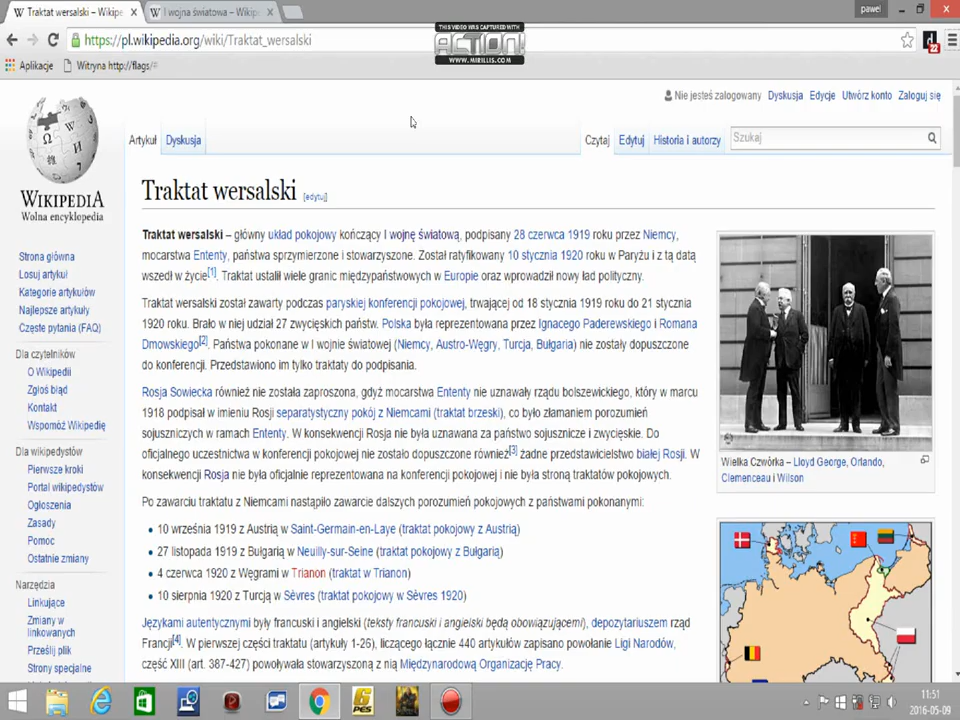 Traktat wersalski – Wikipe
I wojna światowa – Wikipe
pawel
https://pl.wikipedia.org/wiki/Traktat_wersalski
THIS VIDEO WAS CAPTURED WITH
ACTION!
WWW.MIRILLIS.COM
22
Aplikacje
Witryna http://flags/
Nie jesteś zalogowany Dyskusja Edycje Utwórz konto Zaloguj się
Artykuł Dyskusja
Czytaj Edytuj Historia i autorzy
Szukaj
WIKIPEDIA
Wolna encyklopedia
Strona główna
Losuj artykuł
Kategorie artykułów
Najlepsze artykuły
Częste pytania (FAQ)
Dla czytelników
O Wikipedii
Zgłoś błąd
Kontakt
Wspomóż Wikipedię
Dla wikipedystów
Pierwsze kroki
Portal wikipedystów
Ogłoszenia
Zasady
Pomoc
Ostatnie zmiany
Narzędzia
Linkujące
Zmiany w
linkowanych
Prześlij plik
Strony specjalne
Traktat wersalski [edytuj]
Traktat wersalski – główny układ pokojowy kończący I wojnę światową, podpisany 28 czerwca 1919 roku przez Niemcy,
mocarstwa Ententy, państwa sprzymierzone i stowarzyszone. Został ratyfikowany 10 stycznia 1920 roku w Paryżu i z tą datą
wszedł w życie[1]. Traktat ustalił wiele granic międzypaństwowych w Europie oraz wprowadził nowy ład polityczny.
Traktat wersalski został zawarty podczas paryskiej konferencji pokojowej, trwającej od 18 stycznia 1919 roku do 21 stycznia
1920 roku. Brało w niej udział 27 zwycięskich państw. Polska była reprezentowana przez Ignacego Paderewskiego i Romana
Dmowskiego[2]. Państwa pokonane w I wojnie światowej (Niemcy, Austro-Węgry, Turcja, Bułgaria) nie zostały dopuszczone
do konferencji. Przedstawiono im tylko traktaty do podpisania.
Rosja Sowiecka również nie została zaproszona, gdyż mocarstwa Ententy nie uznawały rządu bolszewickiego, który w marcu
1918 podpisał w imieniu Rosji separatystyczny pokój z Niemcami (traktat brzeski), co było złamaniem porozumień
sojuszniczych w ramach Ententy. W konsekwencji Rosja nie była uznawana za państwo sojusznicze i zwycięskie. Do
oficjalnego uczestnictwa w konferencji pokojowej nie zostało dopuszczone również[3] żadne przedstawicielstwo białej Rosji. W
konsekwencji Rosja nie była oficjalnie reprezentowana na konferencji pokojowej i nie była stroną traktatów pokojowych.
Po zawarciu traktatu z Niemcami nastąpiło zawarcie dalszych porozumień pokojowych z państwami pokonanymi:
10 września 1919 z Austrią w Saint-Germain-en-Laye (traktat pokojowy z Austrią)
27 listopada 1919 z Bułgarią w Neuilly-sur-Seine (traktat pokojowy z Bułgarią)
4 czerwca 1920 z Węgrami w Trianon (traktat w Trianon)
10 sierpnia 1920 z Turcją w Sèvres (traktat pokojowy w Sèvres 1920)
Językami autentycznymi były francuski i angielski (teksty francuski i angielski będą obowiązującemi), depozytariuszem rząd
Francji[4]. W pierwszej części traktatu (artykuły 1-26), liczącego łącznie 440 artykułów zapisano powołanie Ligi Narodów,
część XIII (art. 387-427) powoływała stowarzyszoną z nią Międzynarodową Organizację Pracy.
Wielka Czwórka – Lloyd George, Orlando,
Clemenceau i Wilson
PES
11:51
2016-05-09